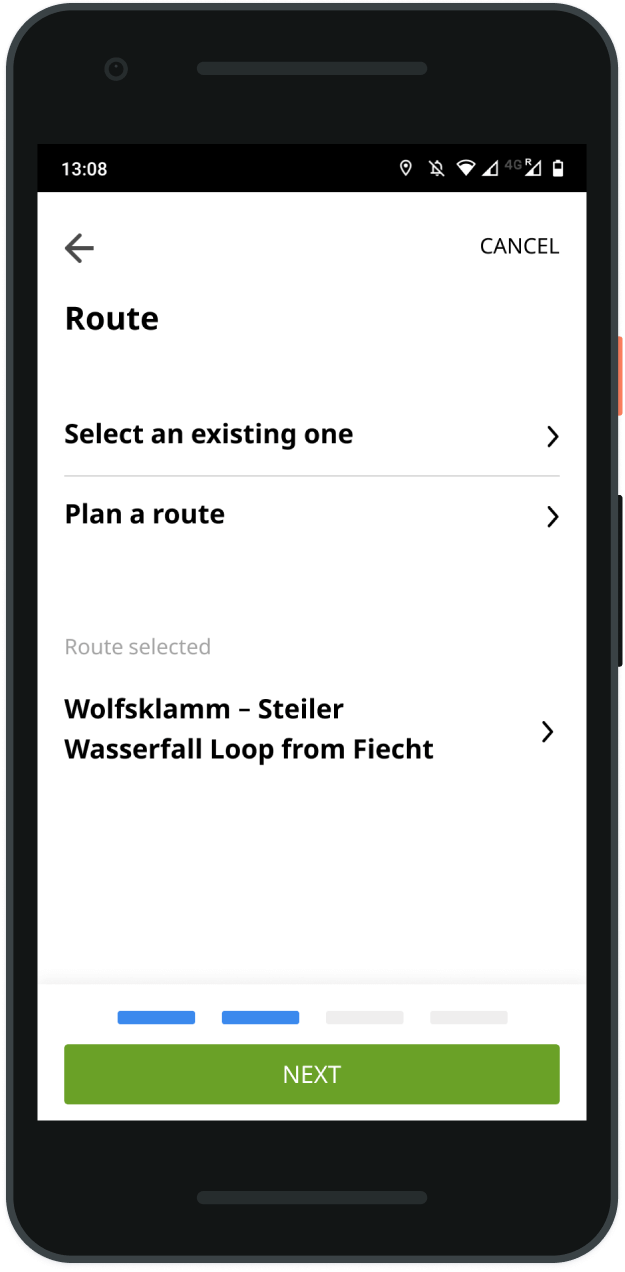 13:08
4G R
CANCEL
Route
Select an existing one
Plan a route
Route selected
Wolfsklamm – Steiler
Wasserfall Loop from Fiecht
NEXT